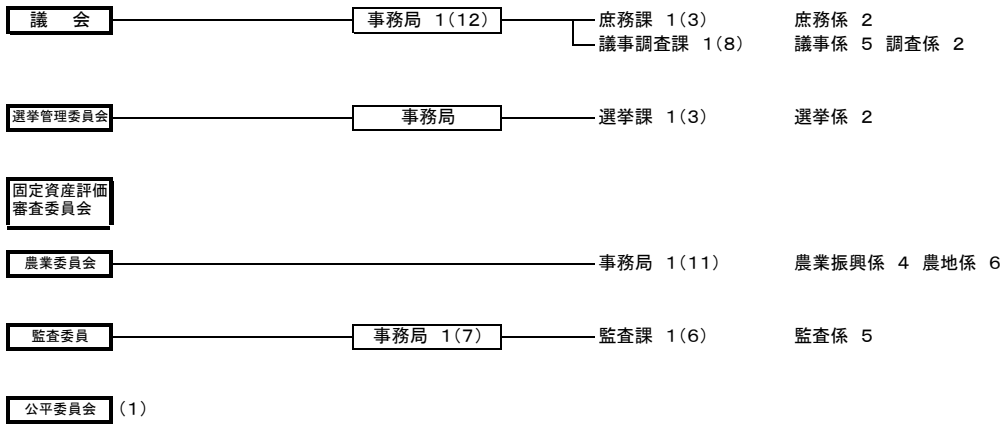 議　会　事務局　1(12)　庶務課　1(3)　庶務係　2
議事調査課　1(8)　議事係　5　調査係　2
選挙管理委員会　事務局　選挙課　1(3)　選挙係　2
固定資産評価
審査委員会
農業委員会　事務局　1(11)　農業振興係　4　農地係　6
監査委員　事務局　1(7)　監査課　1(6)　監査係　5
公平委員会　(1)